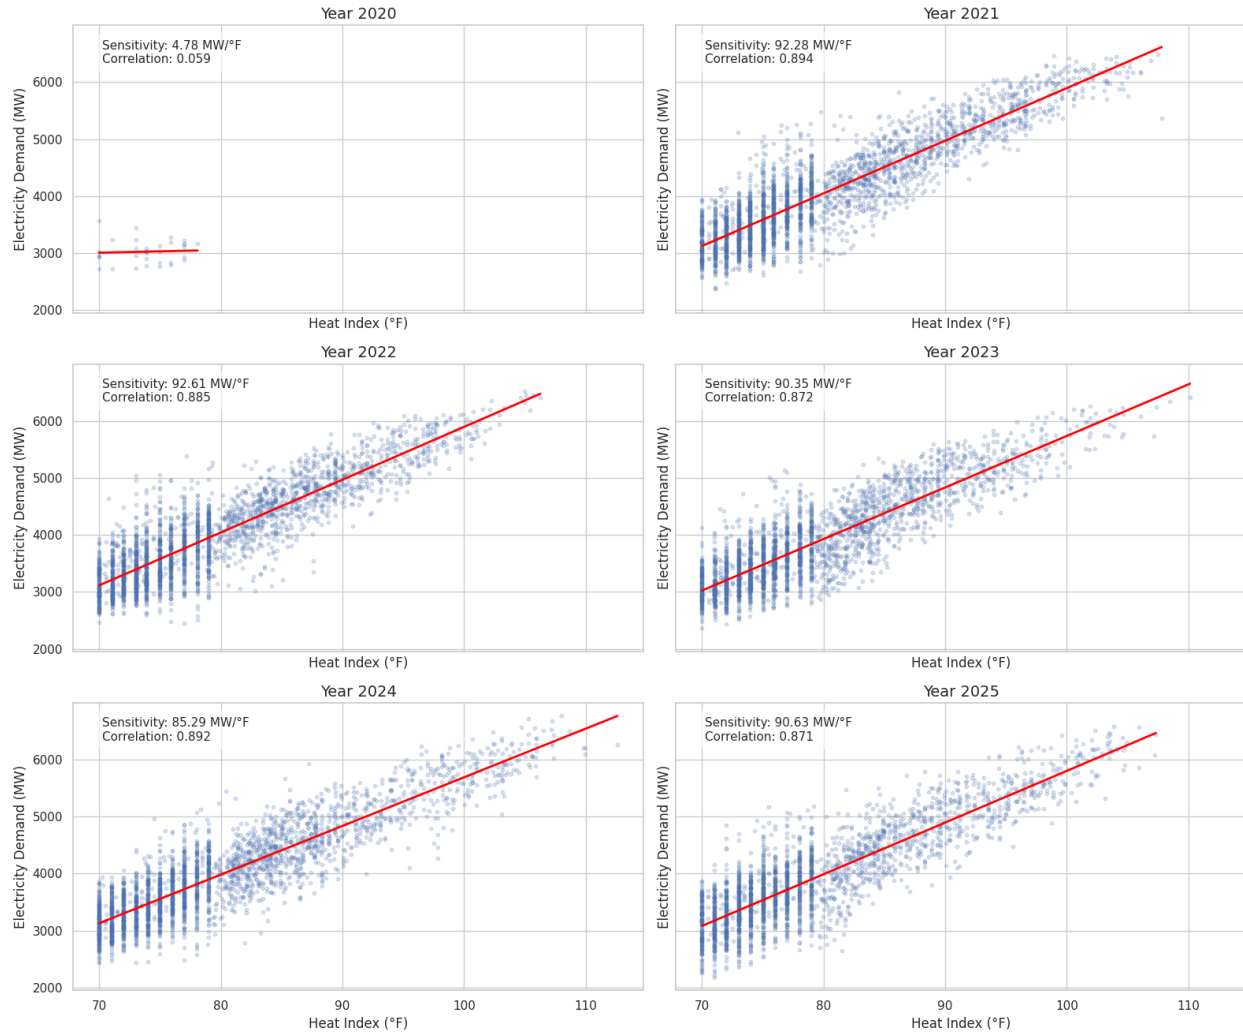 Year 2020
Sensitivity: 4.78 MW/°F
Correlation: 0.059
Electricity Demand (MW)
6000
5000
4000
3000
2000
Heat Index (°F)
Year 2021
Sensitivity: 92.28 MW/°F
Correlation: 0.894
Electricity Demand (MW)
Heat Index (°F)
Year 2022
Sensitivity: 92.61 MW/°F
Correlation: 0.885
Electricity Demand (MW)
6000
5000
4000
3000
2000
Heat Index (°F)
Year 2023
Sensitivity: 90.35 MW/°F
Correlation: 0.872
Electricity Demand (MW)
Heat Index (°F)
Year 2024
Sensitivity: 85.29 MW/°F
Correlation: 0.892
Electricity Demand (MW)
6000
5000
4000
3000
2000
70 80 90 100 110
Heat Index (°F)
Year 2025
Sensitivity: 90.63 MW/°F
Correlation: 0.871
Electricity Demand (MW)
70 80 90 100 110
Heat Index (°F)